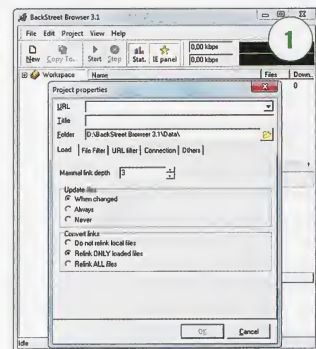 BackStreet Browser 3.1
File Edit Project View Help
New Copy To.. Start Stop Stat. IE panel
0,00 kbps
0,00 kbps
1
Workspace Name Files Down..
0
Project properties
URL
Title
Folder D:\BackStreet Browser 3.1\Data\
Load File Filter URL filter Connection Others
Maximal link depth 3
Update files
When changed
Always
Never
Convert links
Do not relink local files
Relink ONLY loaded files
Relink ALL files
OK Cancel
Idle